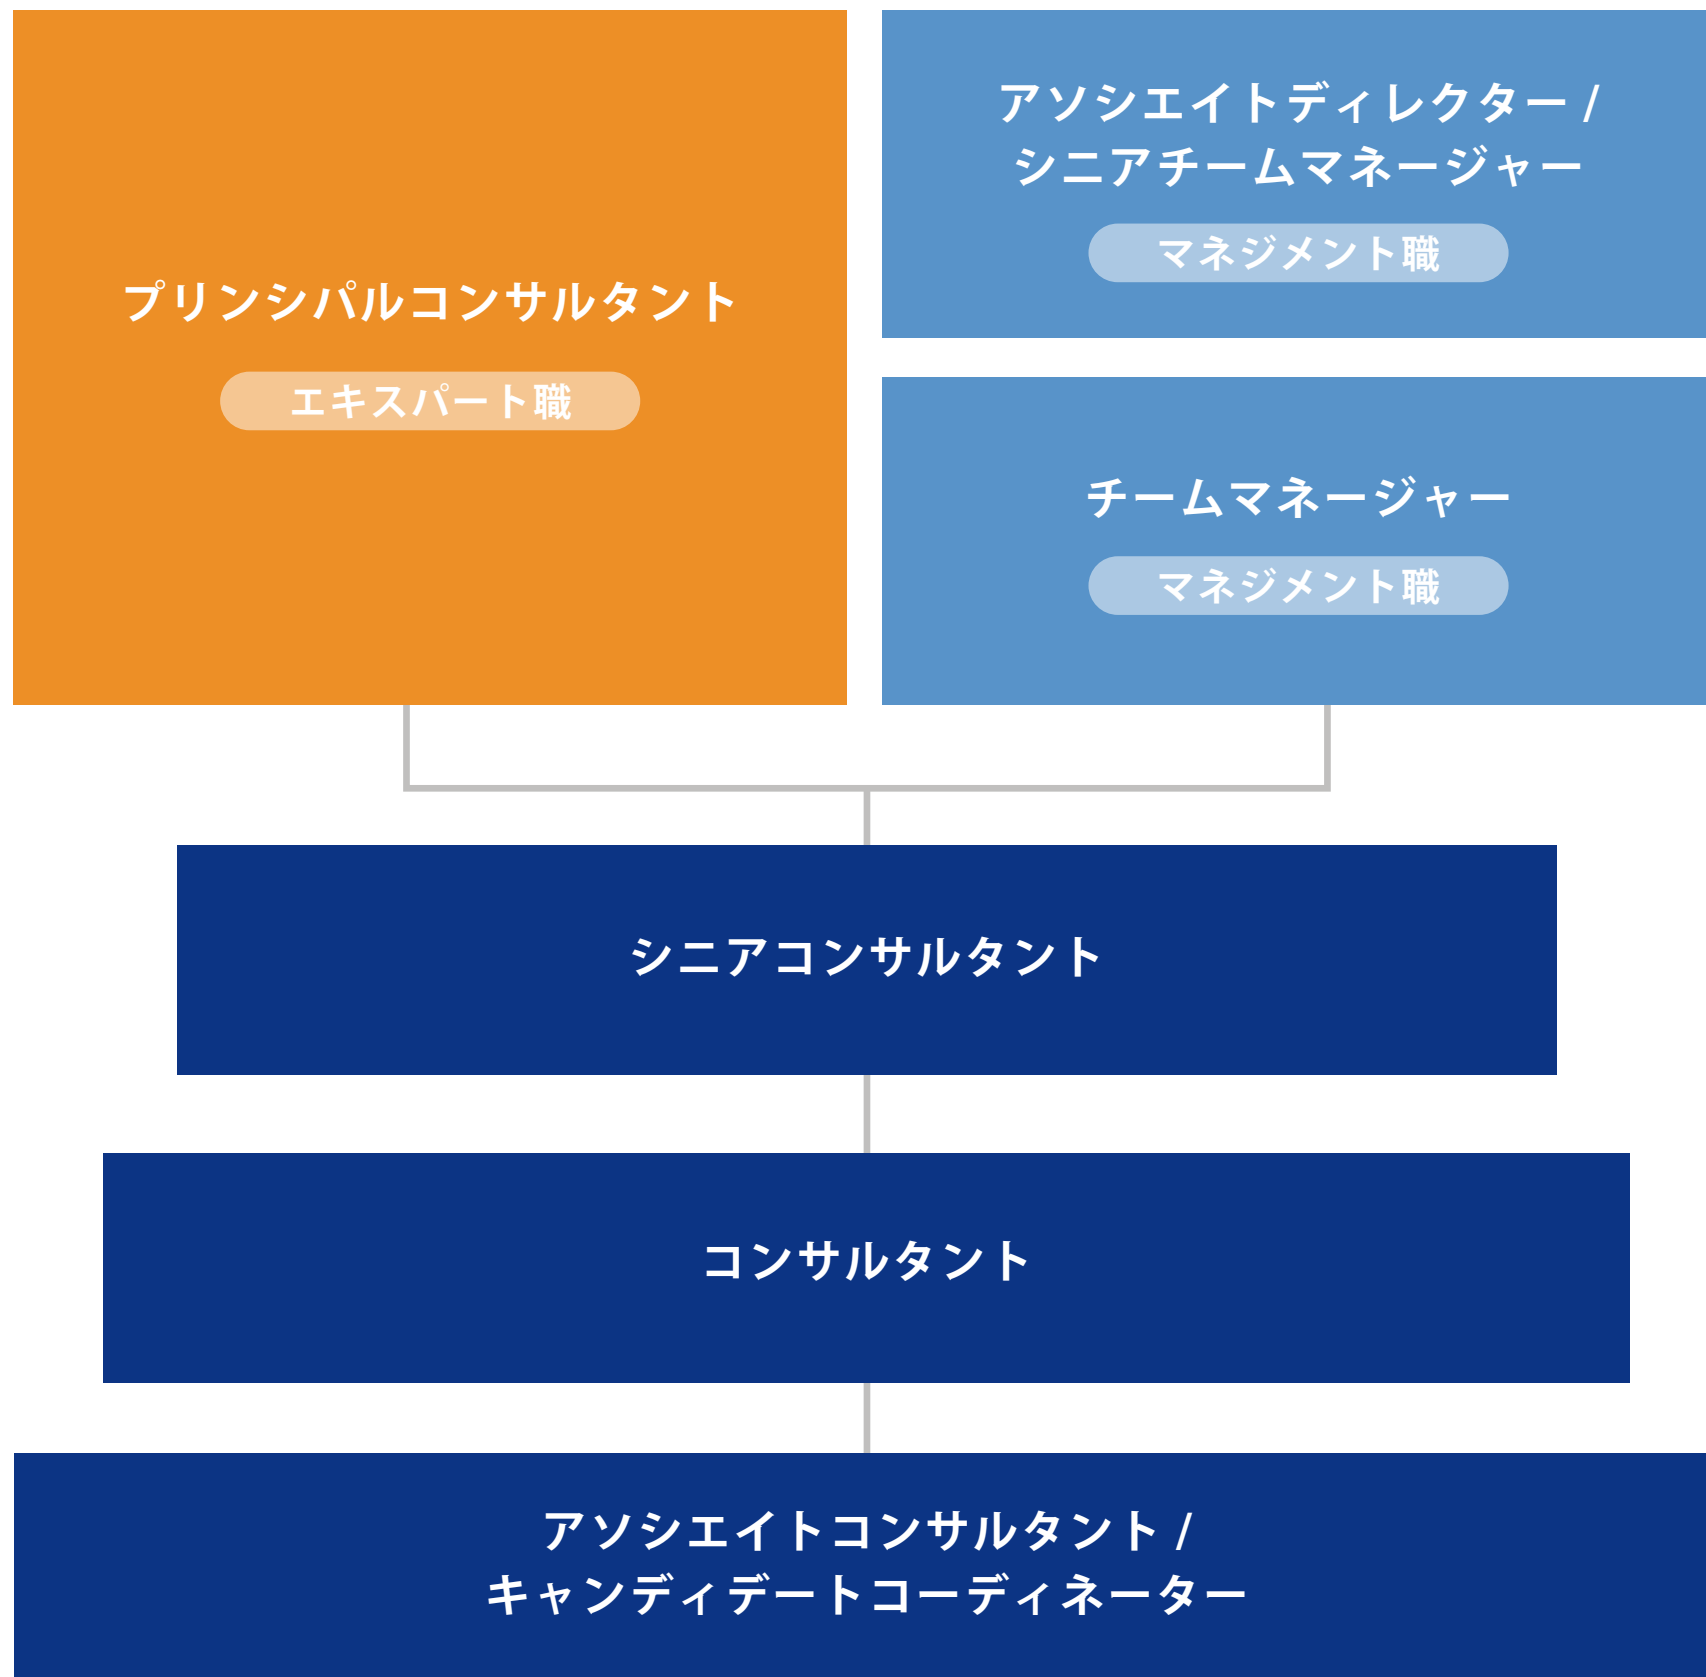 プリンシパルコンサルタント
エキスパート職
アソシエイトディレクター /
シニアチームマネージャー
マネジメント職
チームマネージャー
マネジメント職
シニアコンサルタント
コンサルタント
アソシエイトコンサルタント /
キャンディデートコーディネーター